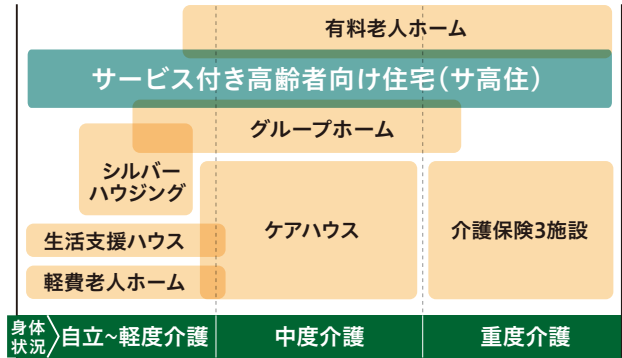 有料老人ホーム
サービス付き高齢者向け住宅(サ高住)
グループホーム
シルバー
ハウジング
ケアハウス
介護保険3施設
生活支援ハウス
軽費老人ホーム
身体
状況
自立~軽度介護
中度介護
重度介護